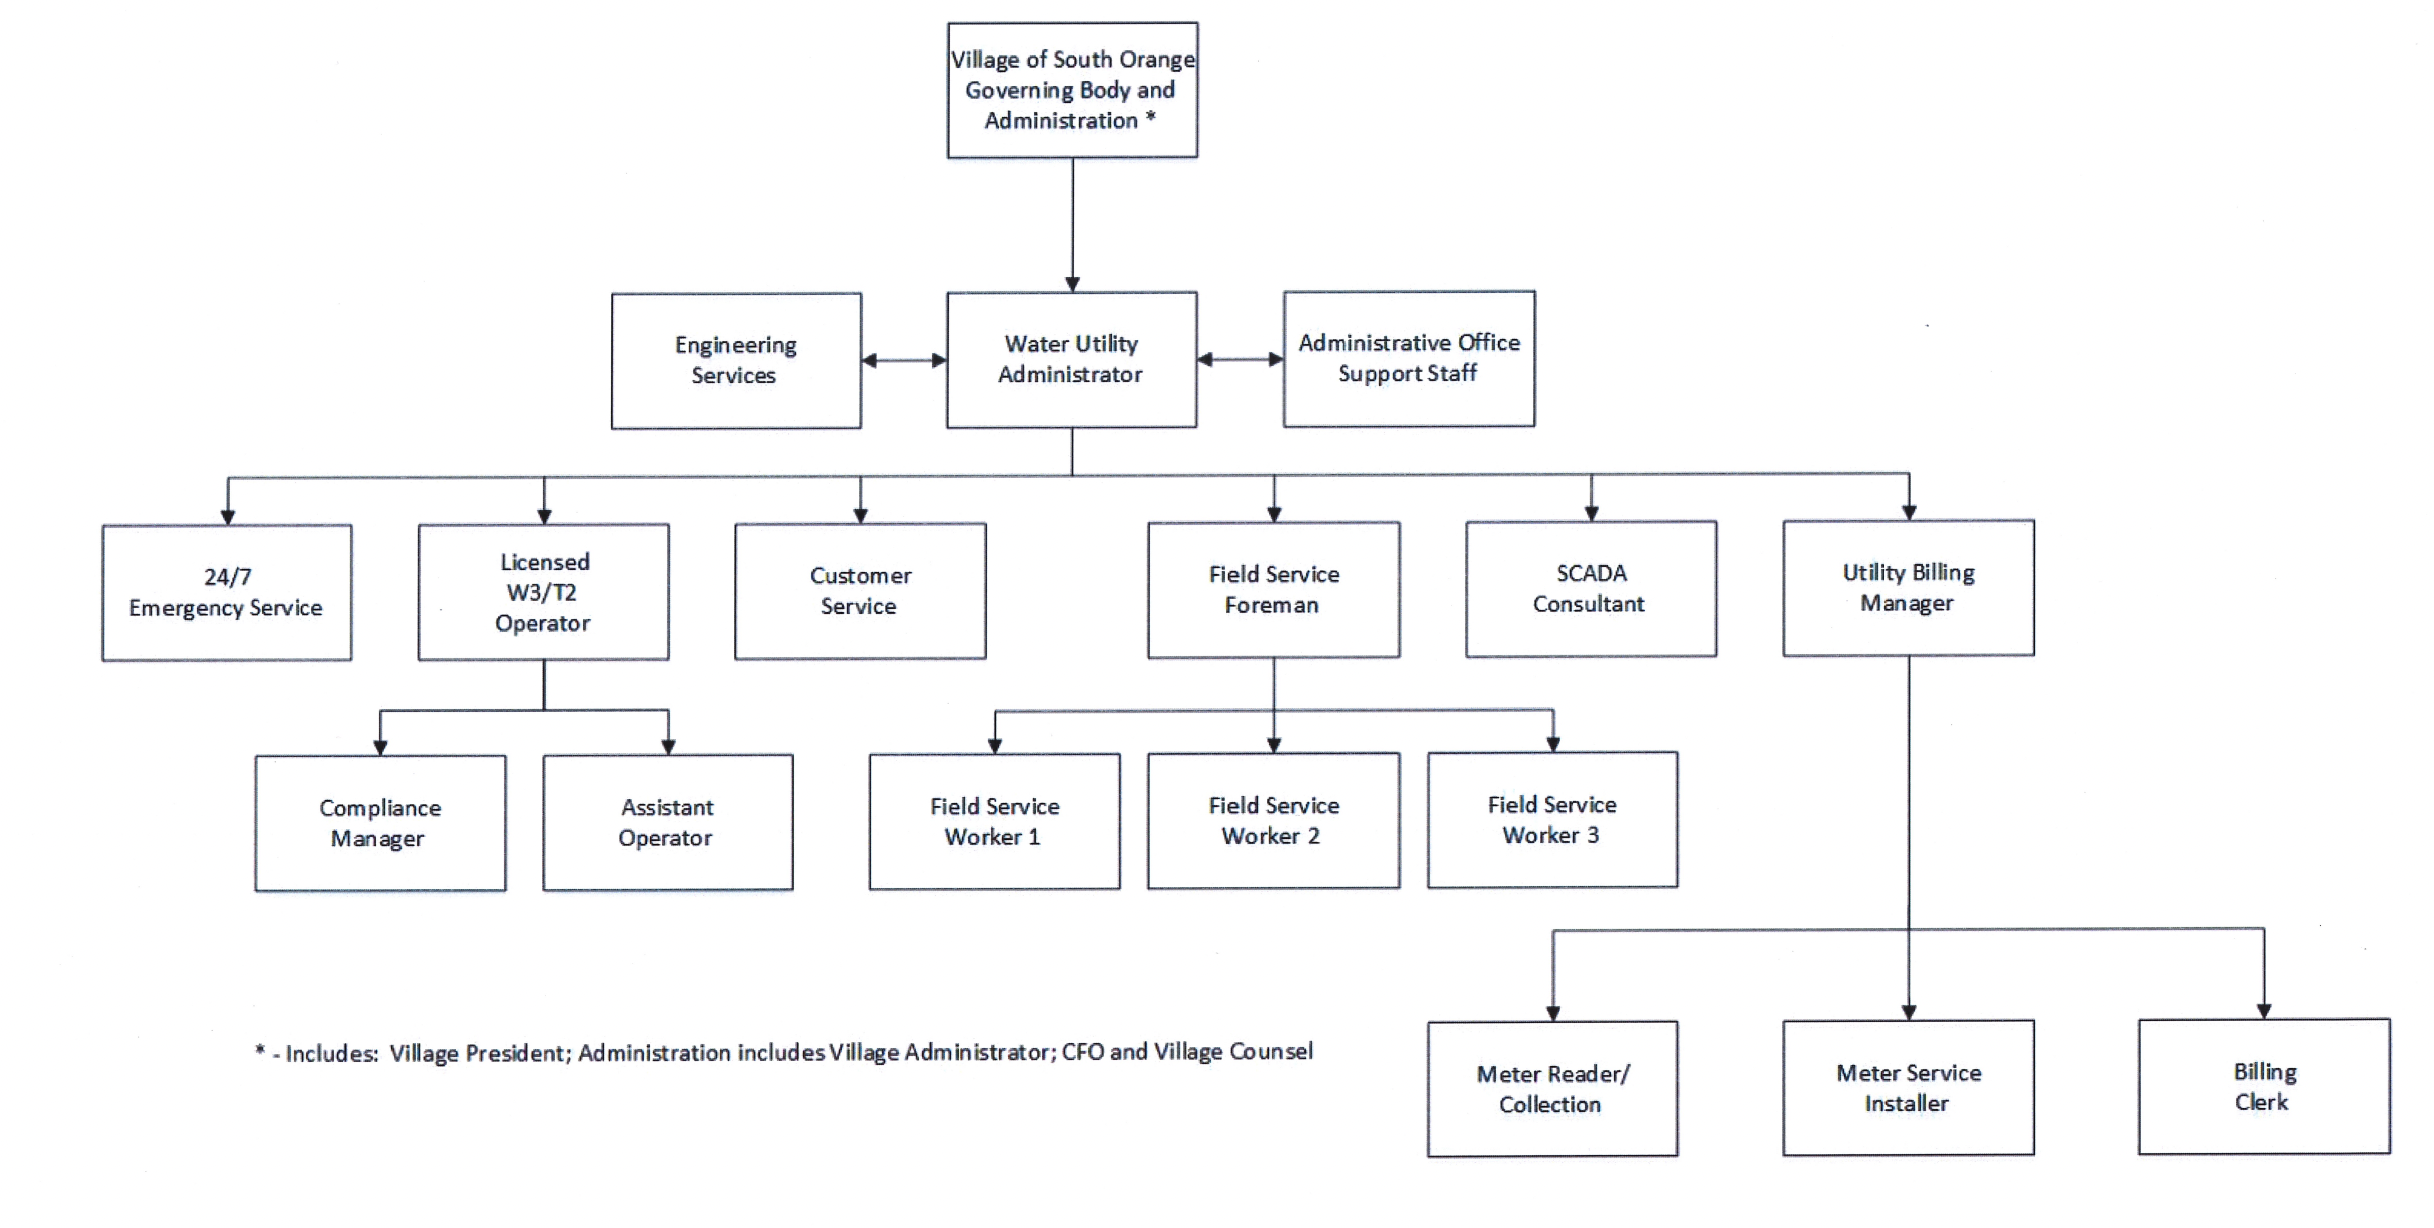 Village of South Orange
Governing Body and
Administration *
Engineering
Services
Water Utility
Administrator
Administrative Office
Support Staff
24/7
Emergency Service
Licensed
W3/T2
Operator
Customer
Service
Field Service
Foreman
SCADA
Consultant
Utility Billing
Manager
Compliance
Manager
Assistant
Operator
Field Service
Worker 1
Field Service
Worker 2
Field Service
Worker 3
* - Includes: Village President; Administration includes Village Administrator; CFO and Village Counsel
Meter Reader/
Collection
Meter Service
Installer
Billing
Clerk